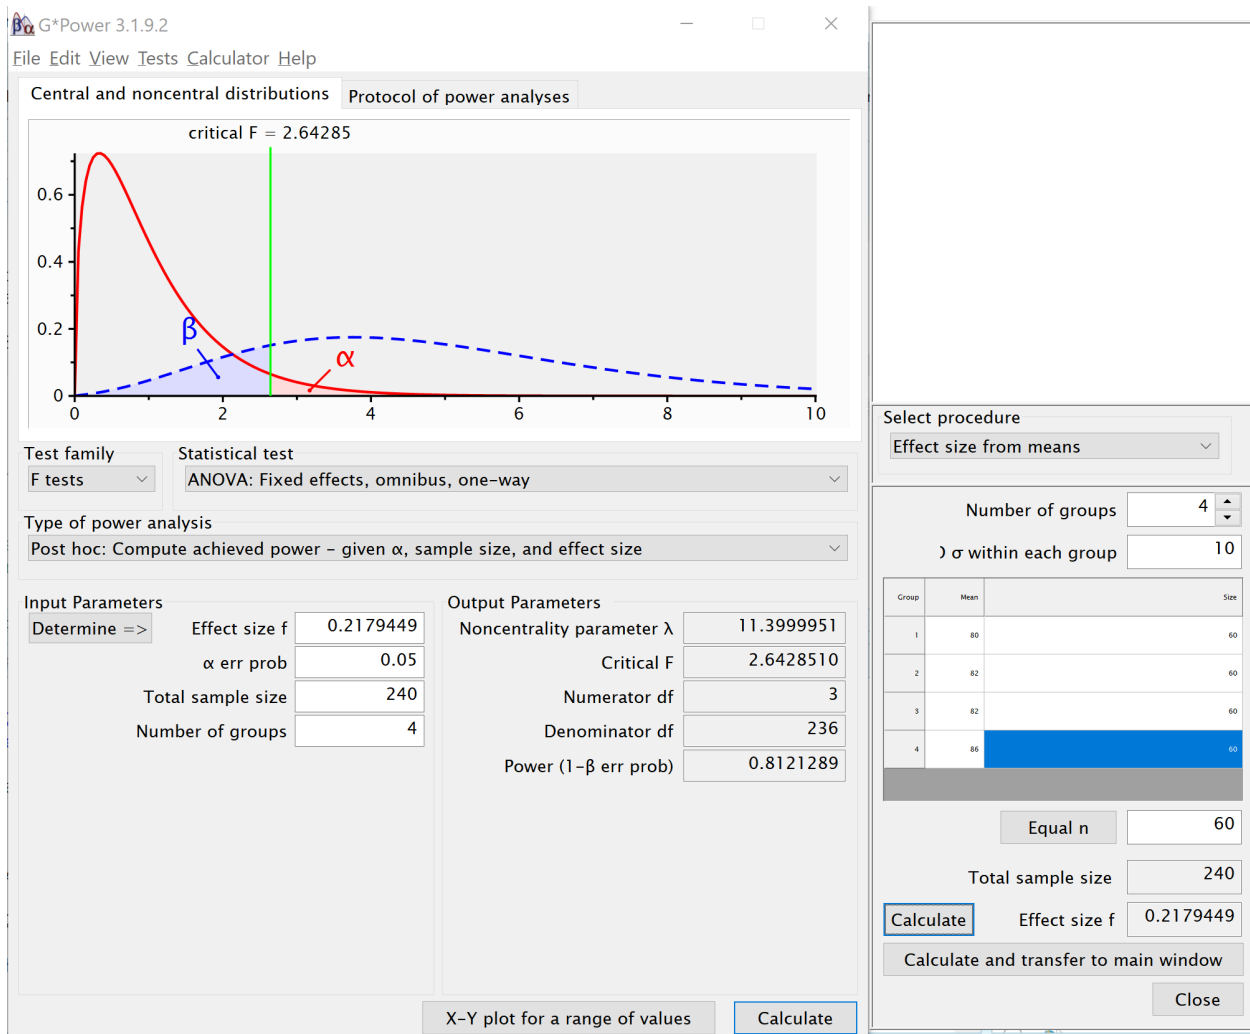 G*Power 3.1.9.2
File Edit View Tests Calculator Help
Central and noncentral distributions
Protocol of power analyses
critical F = 2.64285
0.6
0.4
0.2
0
β
α
0 2 4 6 8 10
Test family
F tests
Statistical test
ANOVA: Fixed effects, omnibus, one-way
Type of power analysis
Post hoc: Compute achieved power – given α, sample size, and effect size
Input Parameters
Determine =>
Effect size f 0.2179449
α err prob 0.05
Total sample size 240
Number of groups 4
Output Parameters
Noncentrality parameter λ 11.3999951
Critical F 2.6428510
Numerator df 3
Denominator df 236
Power (1-β err prob) 0.8121289
X-Y plot for a range of values
Calculate
Select procedure
Effect size from means
Number of groups 4
σ within each group 10
Group Mean Size
1 80 60
2 82 60
3 82 60
4 86 60
Equal n 60
Total sample size 240
Calculate
Effect size f 0.2179449
Calculate and transfer to main window
Close